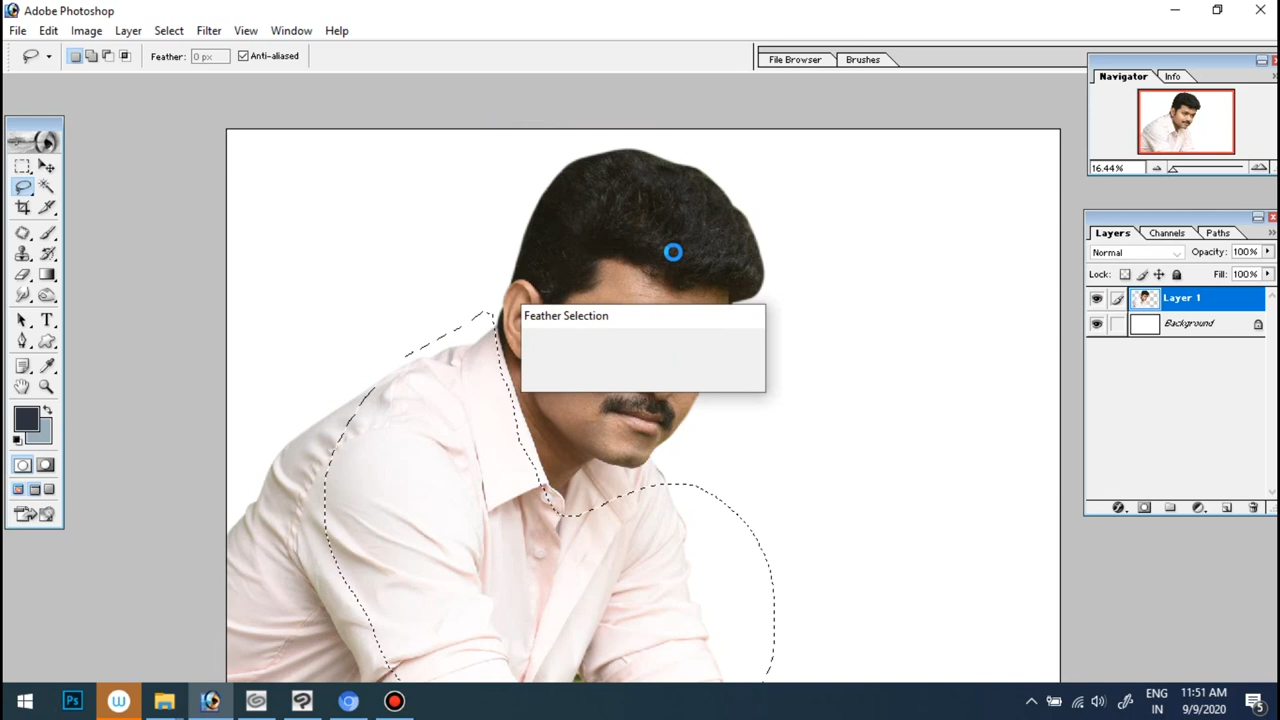 Adobe Photoshop
File Edit Image Layer Select Filter View Window Help
Feather: 0 px Anti-aliased
File Browser Brushes
Navigator Info
16.44%
Layers Channels Paths
Normal Opacity: 100%
Lock: Fill: 100%
Layer 1
Background
Feather Selection
T
Ps
w
ENG
IN
11:51 AM
9/9/2020
5